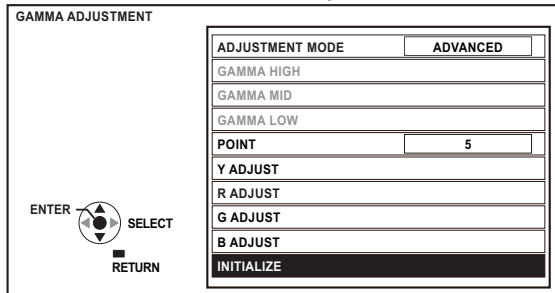 GAMMA ADJUSTMENT
ADJUSTMENT MODE ADVANCED
GAMMA HIGH
GAMMA MID
GAMMA LOW
POINT 5
Y ADJUST
R ADJUST
G ADJUST
B ADJUST
INITIALIZE
ENTER
SELECT
RETURN